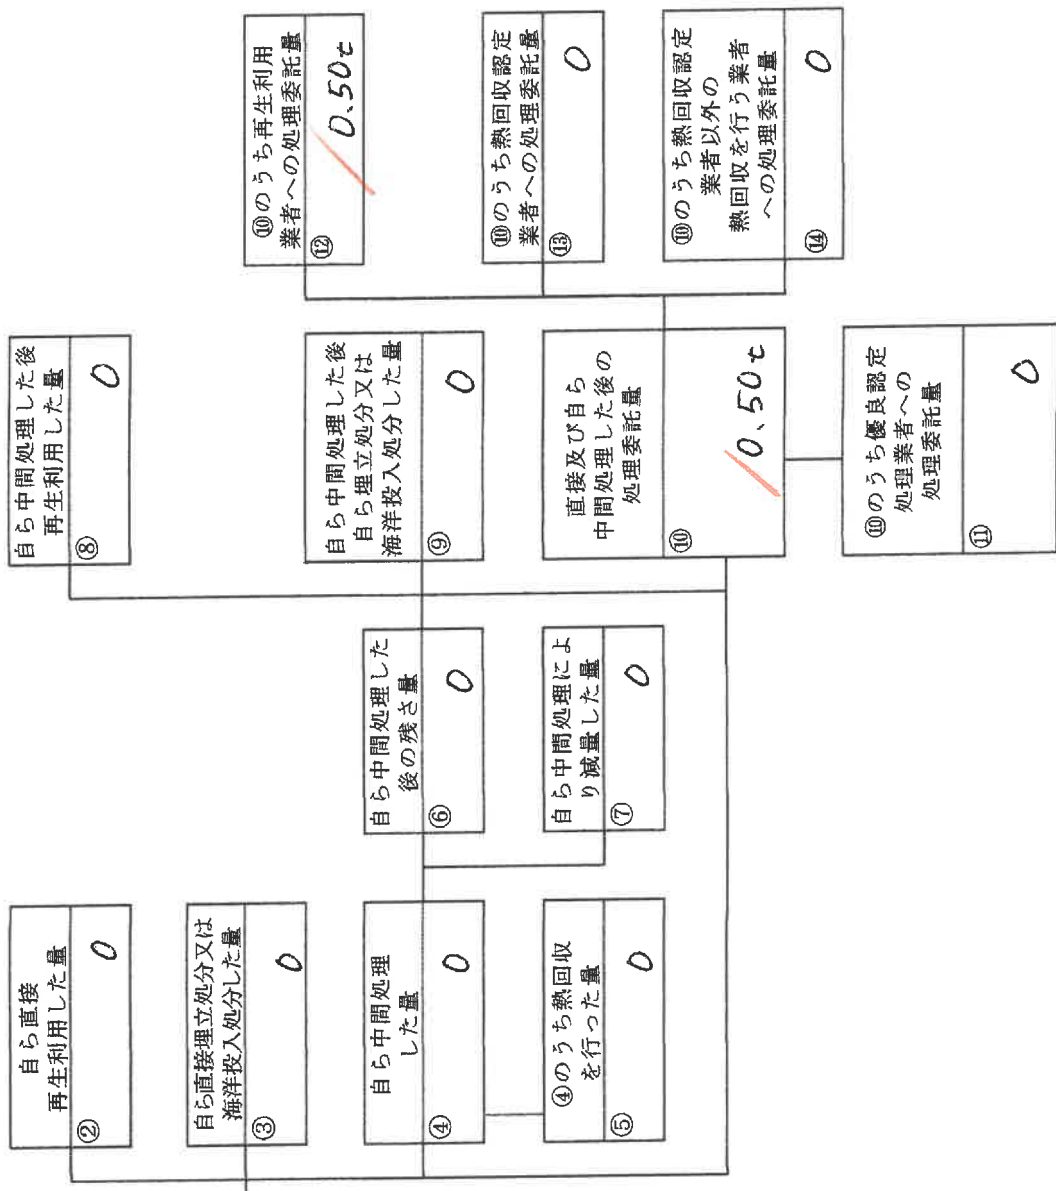 自ら直接
再生利用した量
② 0
自ら直接埋立処分又は
海洋投入処分した量
③ 0
自ら中間処理
した量
④ 0
④のうち熱回収
を行った量
⑤ 0
自ら中間処理した
後の残さ量
⑥ 0
自ら中間処理によ
り減量した量
⑦ 0
自ら中間処理した後
再生利用した量
⑧ 0
自ら中間処理した後
自ら埋立処分又は
海洋投入処分した量
⑨ 0
直接及び自ら
中間処理した後の
処理委託量
⑩ 0.50t
⑩のうち優良認定
処理業者への
処理委託量
⑪ 0
⑩のうち再生利用
業者への処理委託量
⑫ 0.50t
⑩のうち熱回収認定
業者への処理委託量
⑬ 0
⑩のうち熱回収認定
業者以外の
熱回収を行う業者
への処理委託量
⑭ 0